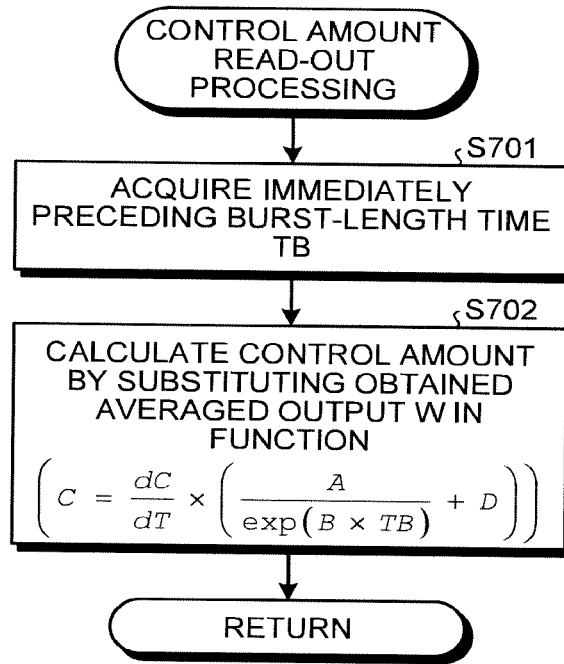 CONTROL AMOUNT
READ-OUT
PROCESSING
S701
ACQUIRE IMMEDIATELY
PRECEDING BURST-LENGTH TIME
TB
S702
CALCULATE CONTROL AMOUNT
BY SUBSTITUTING OBTAINED
AVERAGED OUTPUT W IN
FUNCTION
( C = dC/dT × ( A / exp( B × TB ) + D ) )
RETURN